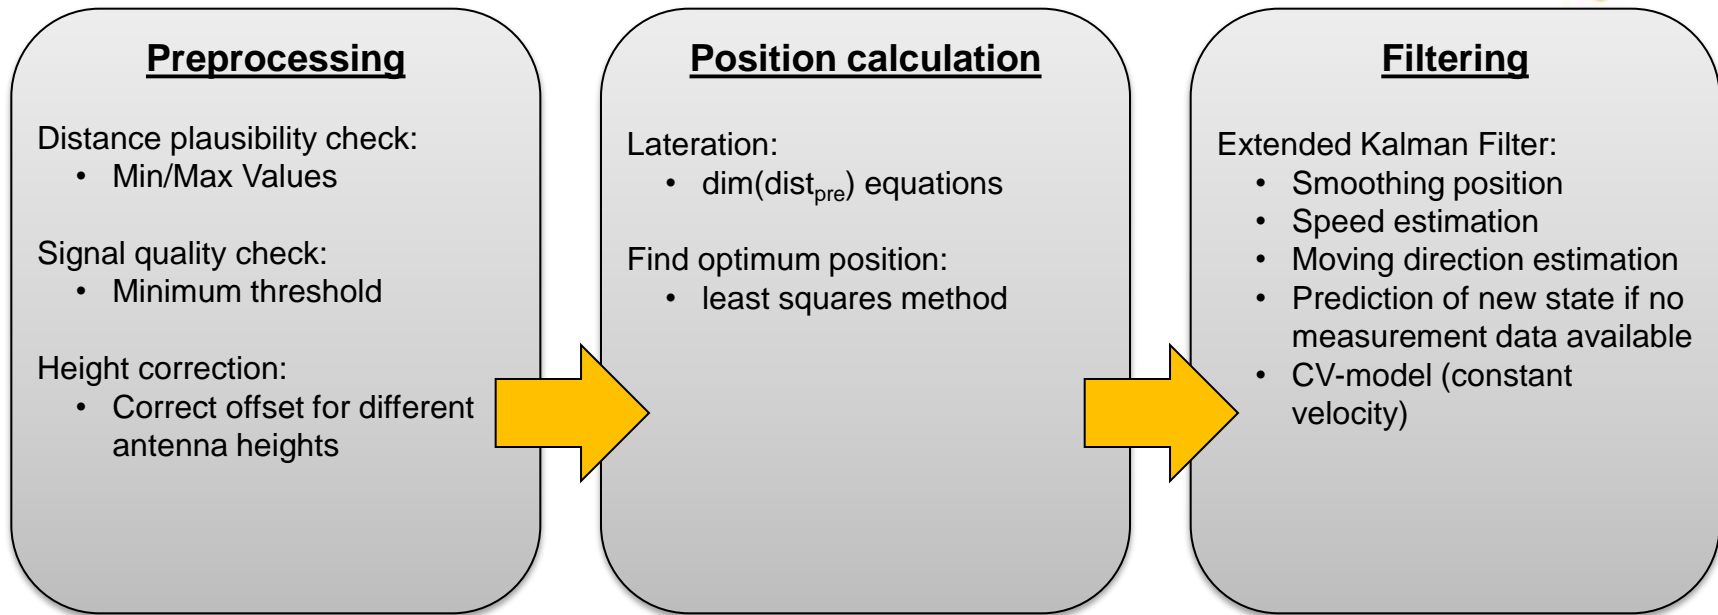 Preprocessing
Distance plausibility check:
• Min/Max Values
Signal quality check:
• Minimum threshold
Height correction:
• Correct offset for different
antenna heights
Position calculation
Lateration:
• dim(dist_pre) equations
Find optimum position:
• least squares method
Filtering
Extended Kalman Filter:
• Smoothing position
• Speed estimation
• Moving direction estimation
• Prediction of new state if no
measurement data available
• CV-model (constant
velocity)